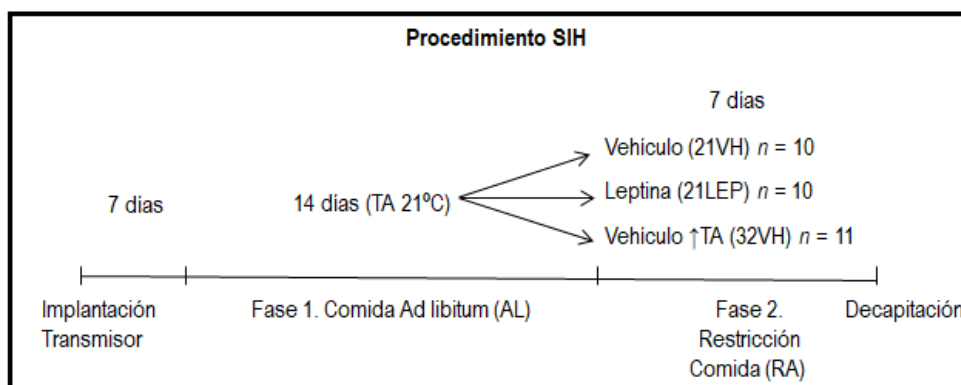 Procedimiento SIH
7 días
Vehículo (21VH) n = 10
Leptina (21LEP) n = 10
Vehículo ↑TA (32VH) n = 11
7 días
14 días (TA 21ºC)
Implantación
Transmisor
Fase 1. Comida Ad libitum (AL)
Fase 2.
Restricción
Comida (RA)
Decapitación